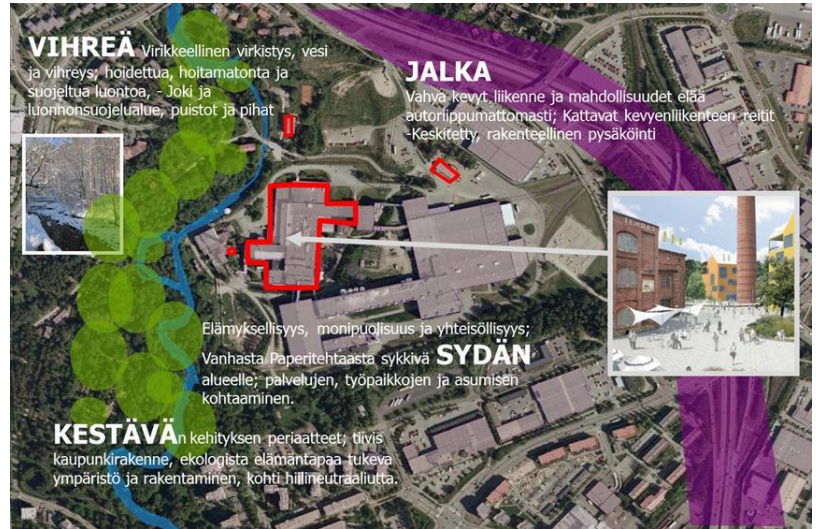 VIHREÄ Virikkeellinen virkistys, vesi
ja vihreys; hoidettua, hoitamatonta ja
suojeltua luontoa, - Joki ja
luonnonsuojelualue, puistot ja pihat
JALKA
Vahva kevyt liikenne ja mahdollisuudet elää
autoriippumattomasti; Kattavat kevyenliikenteen reitit
-Keskitetty, rakenteellinen pysäköinti
TEHDAS
Elämyksellisyys, monipuolisuus ja yhteisöllisyys;
Vanhasta Paperitehtaasta sykkivä SYDÄN
alueelle; palvelujen, työpaikkojen ja asumisen
kohtaaminen.
KESTÄVÄn kehityksen periaatteet; tiivis
kaupunkirakenne, ekologista elämäntapaa tukeva
ympäristö ja rakentaminen, kohti hiilineutraaliutta.